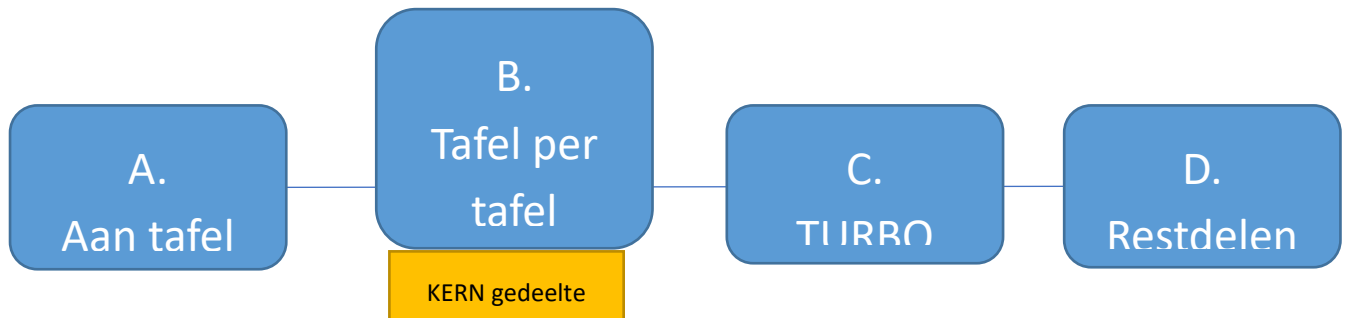 A.
Aan tafel
B.
Tafel per
tafel
KERN gedeelte
C.
TURBO
D.
Restdelen